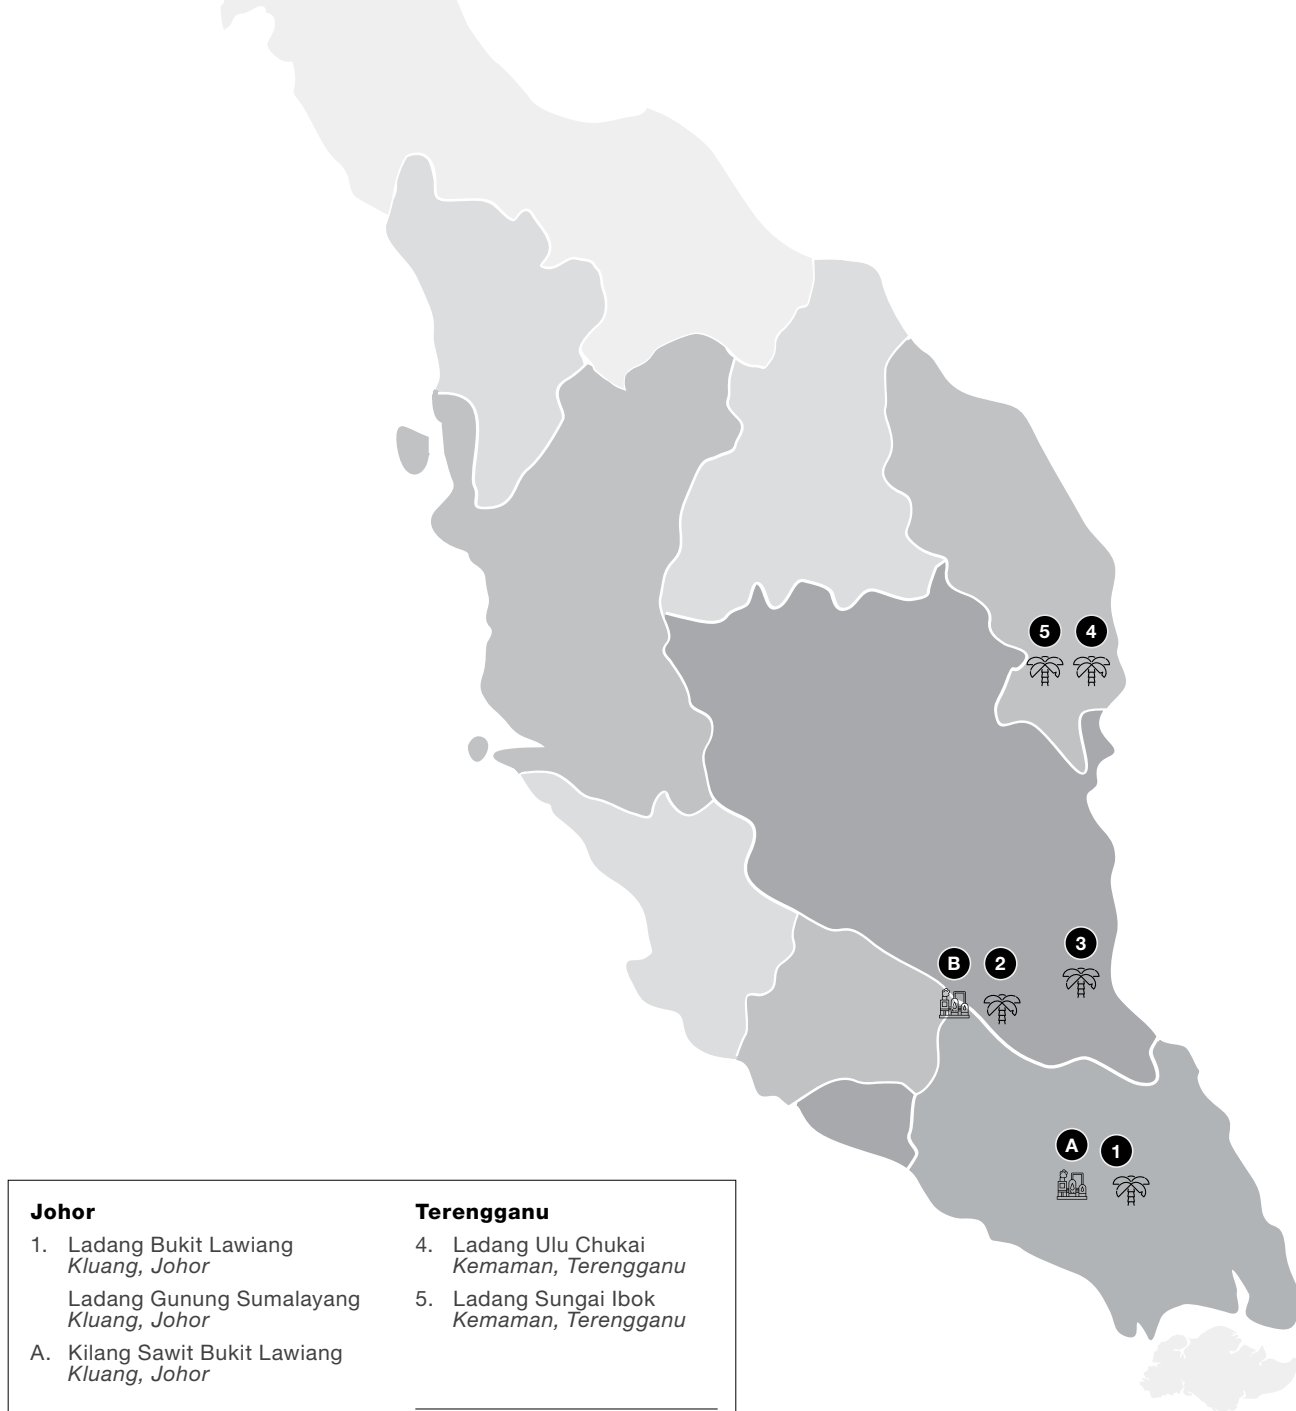 5 4
3
B 2
A 1
Johor
1. Ladang Bukit Lawiang
Kluang, Johor
Ladang Gunung Sumalayang
Kluang, Johor
A. Kilang Sawit Bukit Lawiang
Kluang, Johor
Terengganu
4. Ladang Ulu Chukai
Kemaman, Terengganu
5. Ladang Sungai Ibok
Kemaman, Terengganu